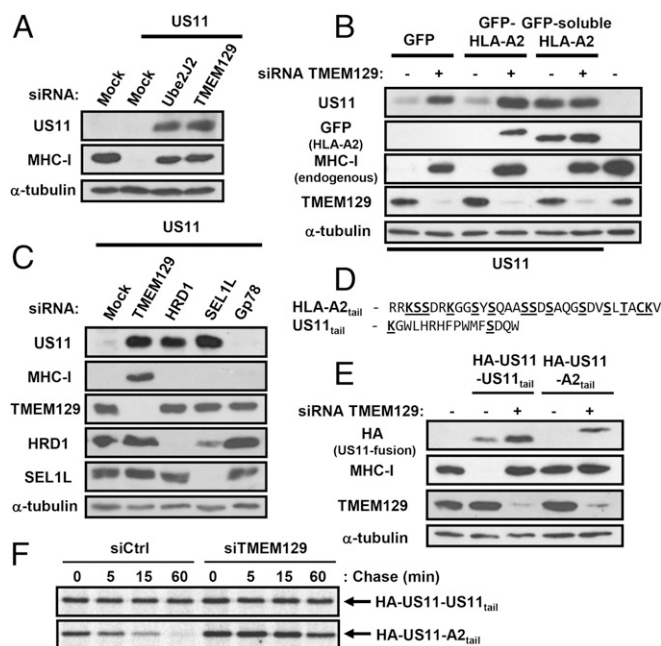 A
US11
siRNA: Mock Mock Ube2J2 TMEM129
US11
MHC-I
α-tubulin
B
GFP GFP-HLA-A2 GFP-soluble HLA-A2
siRNA TMEM129: - + - + - + -
US11
GFP
(HLA-A2)
MHC-I
(endogenous)
TMEM129
α-tubulin
US11
C
US11
siRNA: Mock TMEM129 HRD1 SEL1L Gp78
US11
MHC-I
TMEM129
HRD1
SEL1L
α-tubulin
D
HLA-A2tail - RRKSSDRKGGSYSQAASSDSAQGSDVSLTACKV
US11tail - KGWLHRHFPWMFSDQW
E
HA-US11-US11tail HA-US11-A2tail
siRNA TMEM129: - - + - +
HA
(US11-fusion)
MHC-I
TMEM129
α-tubulin
F
siCtrl siTMEM129
0 5 15 60 0 5 15 60 : Chase (min)
HA-US11-US11tail
HA-US11-A2tail